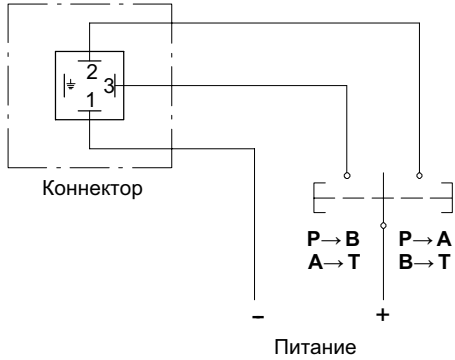 2
3
1
Коннектор
P→B P→A
A→T B→T
– +
Питание